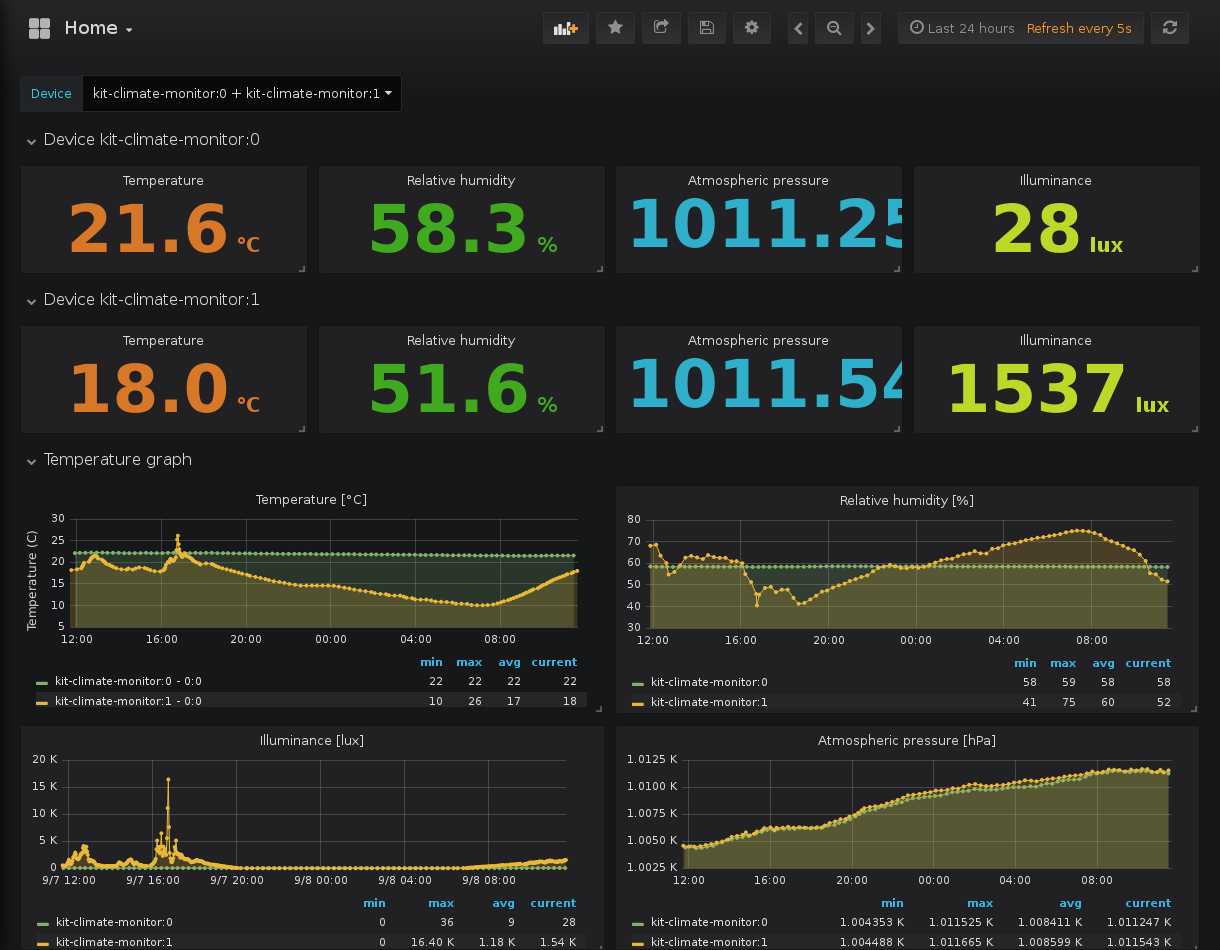 Home
Last 24 hours Refresh every 5s
Device kit-climate-monitor:0 + kit-climate-monitor:1
Device kit-climate-monitor:0
Temperature Relative humidity Atmospheric pressure Illuminance
21.6 °C 58.3 % 1011.25 28 lux
Device kit-climate-monitor:1
Temperature Relative humidity Atmospheric pressure Illuminance
18.0 °C 51.6 % 1011.54 1537 lux
Temperature graph
Temperature [°C]
Temperature (C)
30
25
20
15
10
5
12:00 16:00 20:00 00:00 04:00 08:00
min max avg current
kit-climate-monitor:0 - 0:0 22 22 22 22
kit-climate-monitor:1 - 0:0 10 26 17 18
Relative humidity [%]
80
70
60
50
40
30
12:00 16:00 20:00 00:00 04:00 08:00
min max avg current
kit-climate-monitor:0 58 59 58 58
kit-climate-monitor:1 41 75 60 52
Illuminance [lux]
20 K
15 K
10 K
5 K
0
9/7 12:00 9/7 16:00 9/7 20:00 9/8 00:00 9/8 04:00 9/8 08:00
min max avg current
kit-climate-monitor:0 0 36 9 28
kit-climate-monitor:1 0 16.40 K 1.18 K 1.54 K
Atmospheric pressure [hPa]
1.0125 K
1.0100 K
1.0075 K
1.0050 K
1.0025 K
12:00 16:00 20:00 00:00 04:00 08:00
min max avg current
kit-climate-monitor:0 1.004353 K 1.011525 K 1.008411 K 1.011247 K
kit-climate-monitor:1 1.004488 K 1.011665 K 1.008599 K 1.011543 K